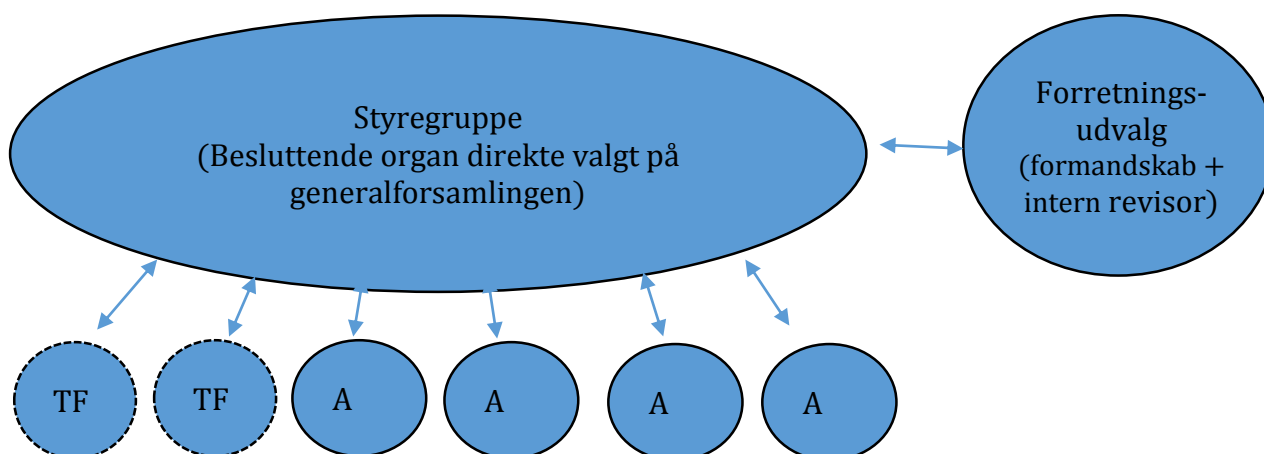 Styregruppe
(Besluttende organ direkte valgt på
generalforsamlingen)
Forretnings-
udvalg
(formandskab +
intern revisor)
TF
TF
A
A
A
A